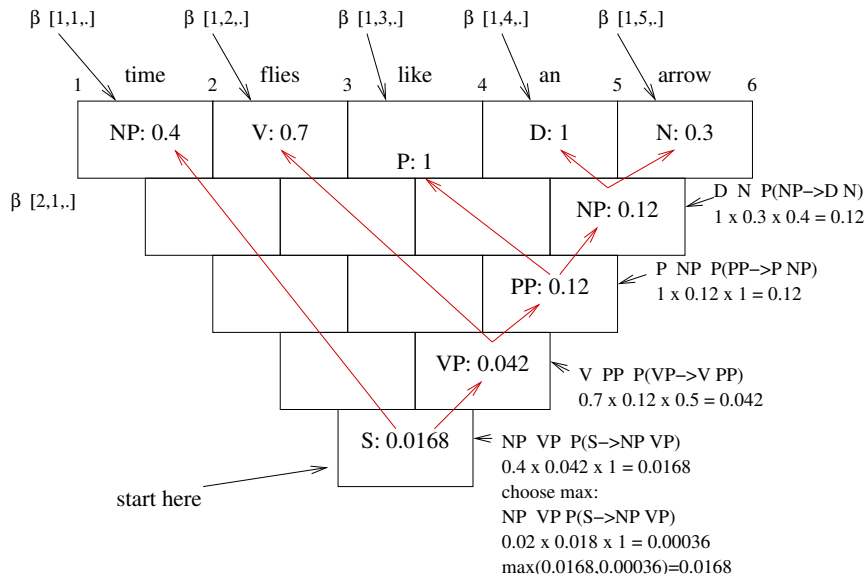 β [1,1,.] β [1,2,.] β [1,3,.] β [1,4,.] β [1,5,.]
time flies like an arrow
1 2 3 4 5 6
NP: 0.4 V: 0.7 D: 1 N: 0.3
P: 1
β [2,1,.]
NP: 0.12
D N P(NP->D N)
1 x 0.3 x 0.4 = 0.12
PP: 0.12
P NP P(PP->P NP)
1 x 0.12 x 1 = 0.12
VP: 0.042
V PP P(VP->V PP)
0.7 x 0.12 x 0.5 = 0.042
S: 0.0168
NP VP P(S->NP VP)
0.4 x 0.042 x 1 = 0.0168
start here
choose max:
NP VP P(S->NP VP)
0.02 x 0.018 x 1 = 0.00036
max(0.0168,0.00036)=0.0168